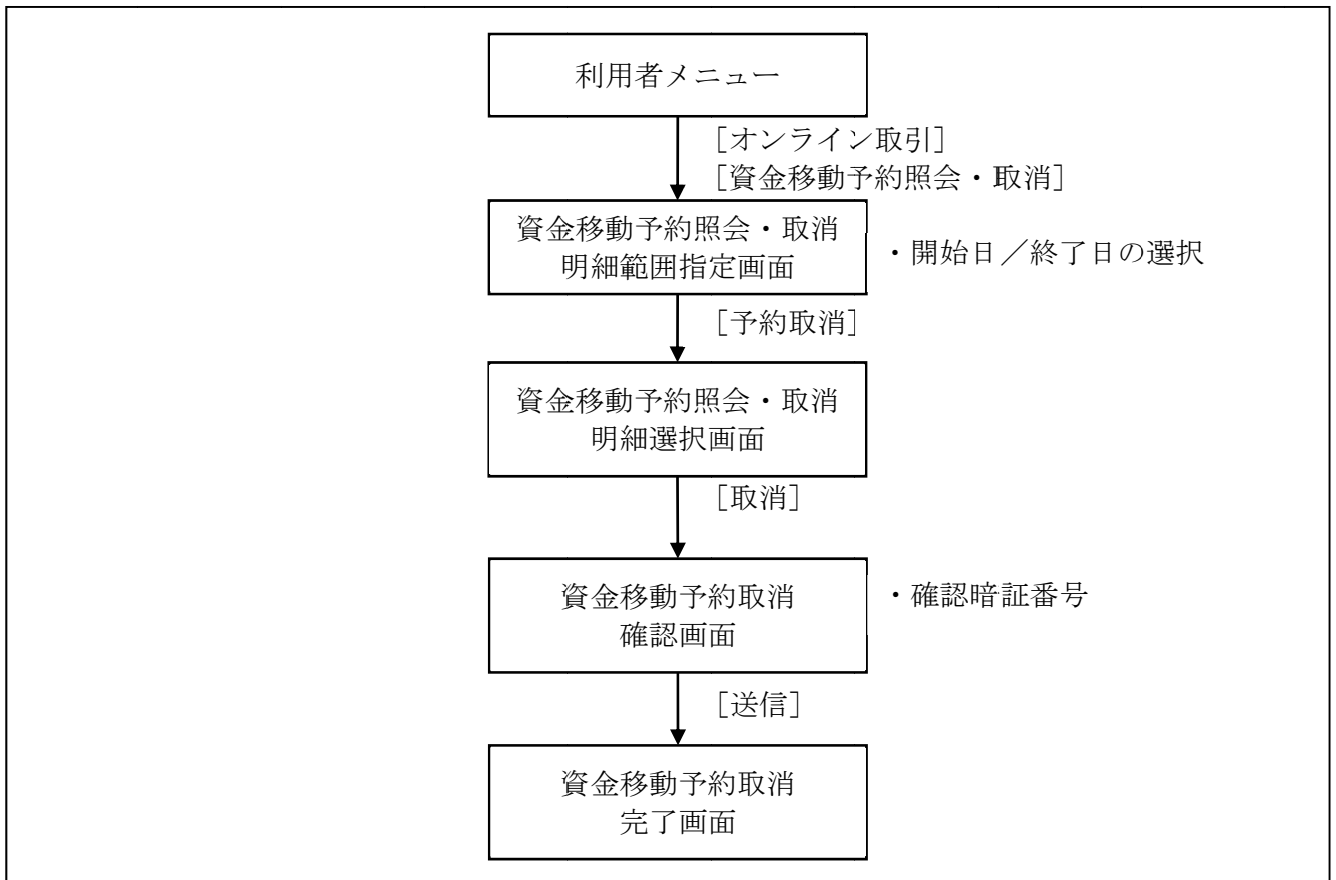 利用者メニュー
［オンライン取引］
［資金移動予約照会・取消］
資金移動予約照会・取消
明細範囲指定画面
・開始日／終了日の選択
［予約取消］
資金移動予約照会・取消
明細選択画面
［取消］
資金移動予約取消
確認画面
・確認暗証番号
［送信］
資金移動予約取消
完了画面